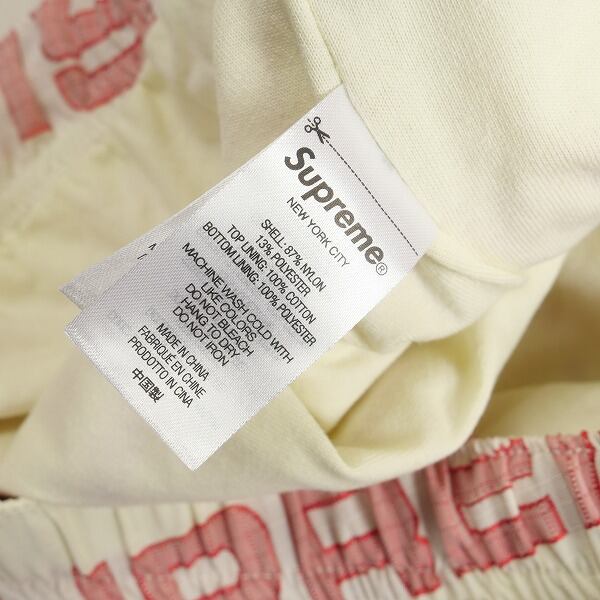 Supreme®
NEW YORK CITY
SHELL: 87% NYLON
13% POLYESTER
TOP LINING: 100% COTTON
BOTTOM LINING: 100% POLYESTER
MACHINE WASH COLD WITH
LIKE COLORS
DO NOT BLEACH
HANG TO DRY
DO NOT IRON
MADE IN CHINA
FABRIQUÉ EN CHINE
PRODOTTO IN CINA
中国製